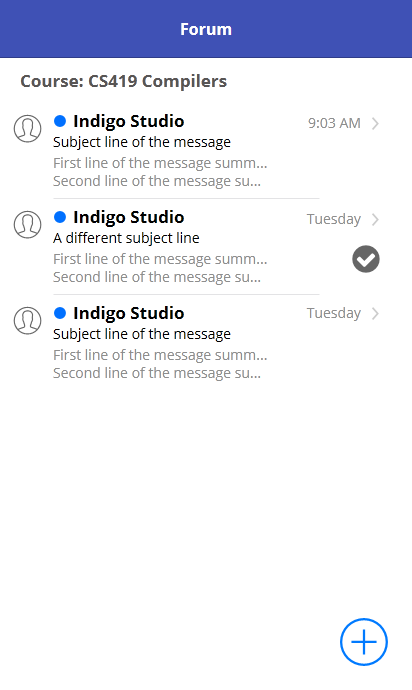 Forum
Course: CS419 Compilers
Indigo Studio 9:03 AM
Subject line of the message
First line of the message summ...
Second line of the message su...
Indigo Studio Tuesday
A different subject line
First line of the message summ...
Second line of the message su...
Indigo Studio Tuesday
Subject line of the message
First line of the message summ...
Second line of the message su...